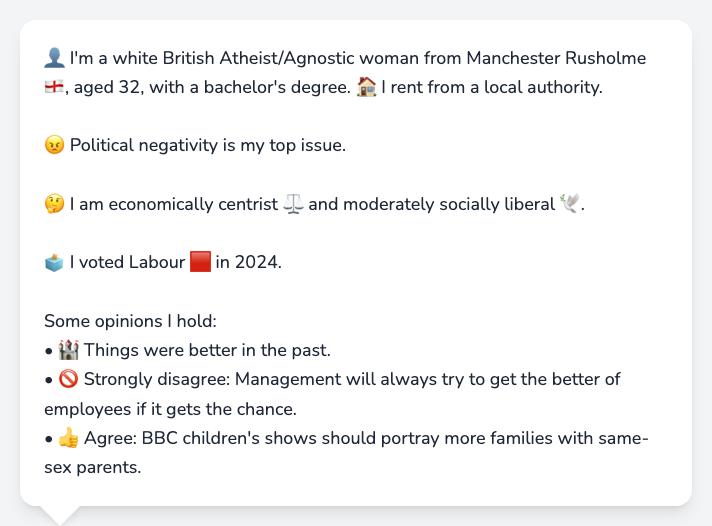 👤 I'm a white British Atheist/Agnostic woman from Manchester Rusholme
🏴󠁧󠁢󠁥󠁮󠁧󠁿, aged 32, with a bachelor's degree. 🏠 I rent from a local authority.
😠 Political negativity is my top issue.
🤔 I am economically centrist ⚖️ and moderately socially liberal 🕊️.
🗳️ I voted Labour 🟥 in 2024.
Some opinions I hold:
• 🏰 Things were better in the past.
• 🚫 Strongly disagree: Management will always try to get the better of
employees if it gets the chance.
• 👍 Agree: BBC children's shows should portray more families with same-
sex parents.